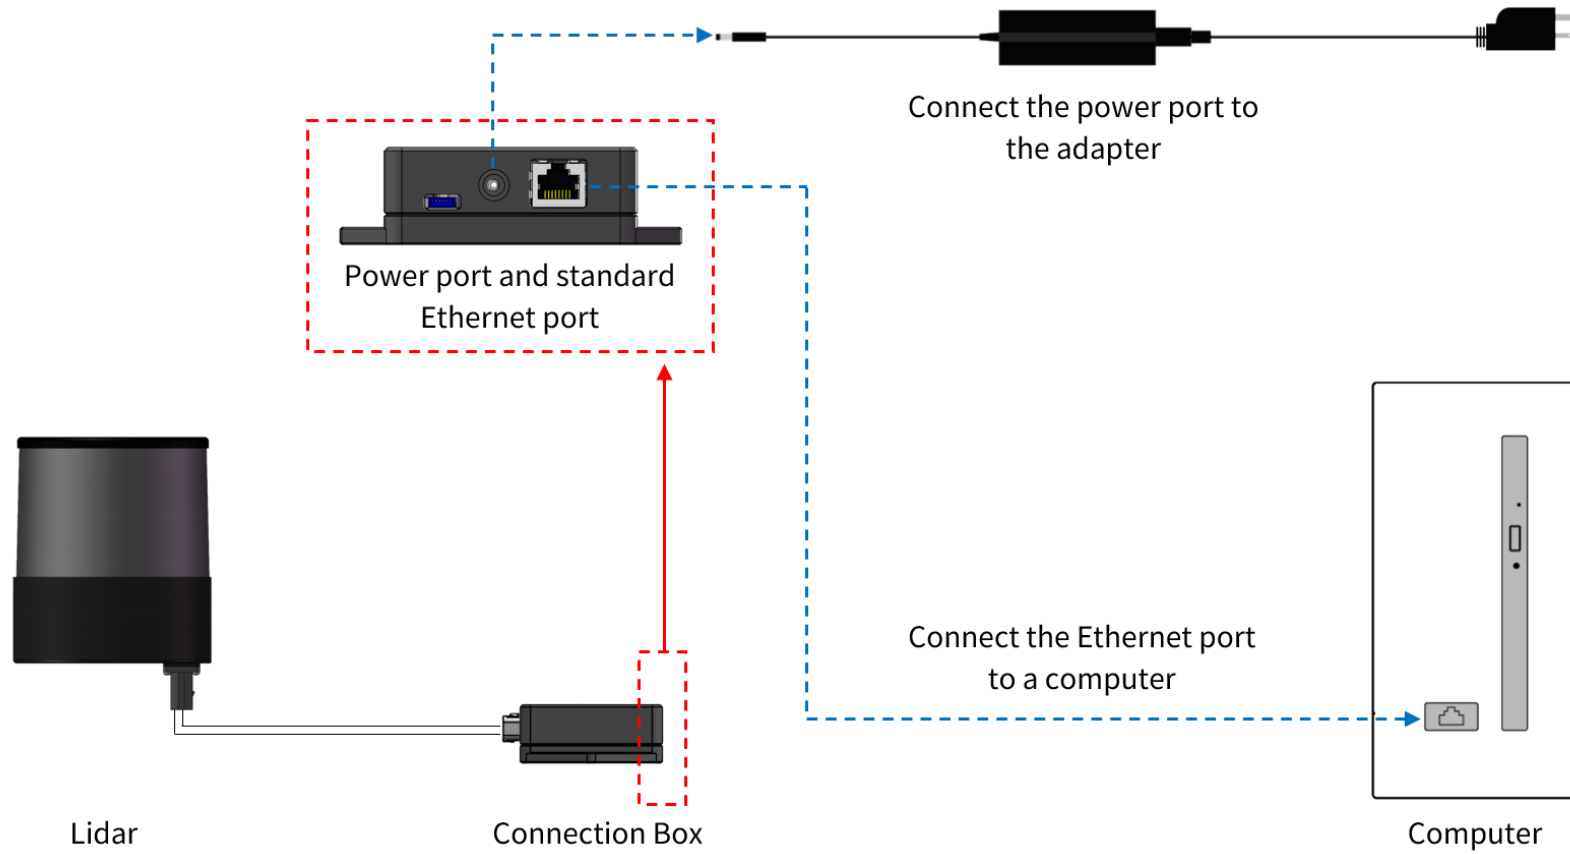 Connect the power port to
the adapter
Power port and standard
Ethernet port
Connect the Ethernet port
to a computer
Lidar
Connection Box
Computer